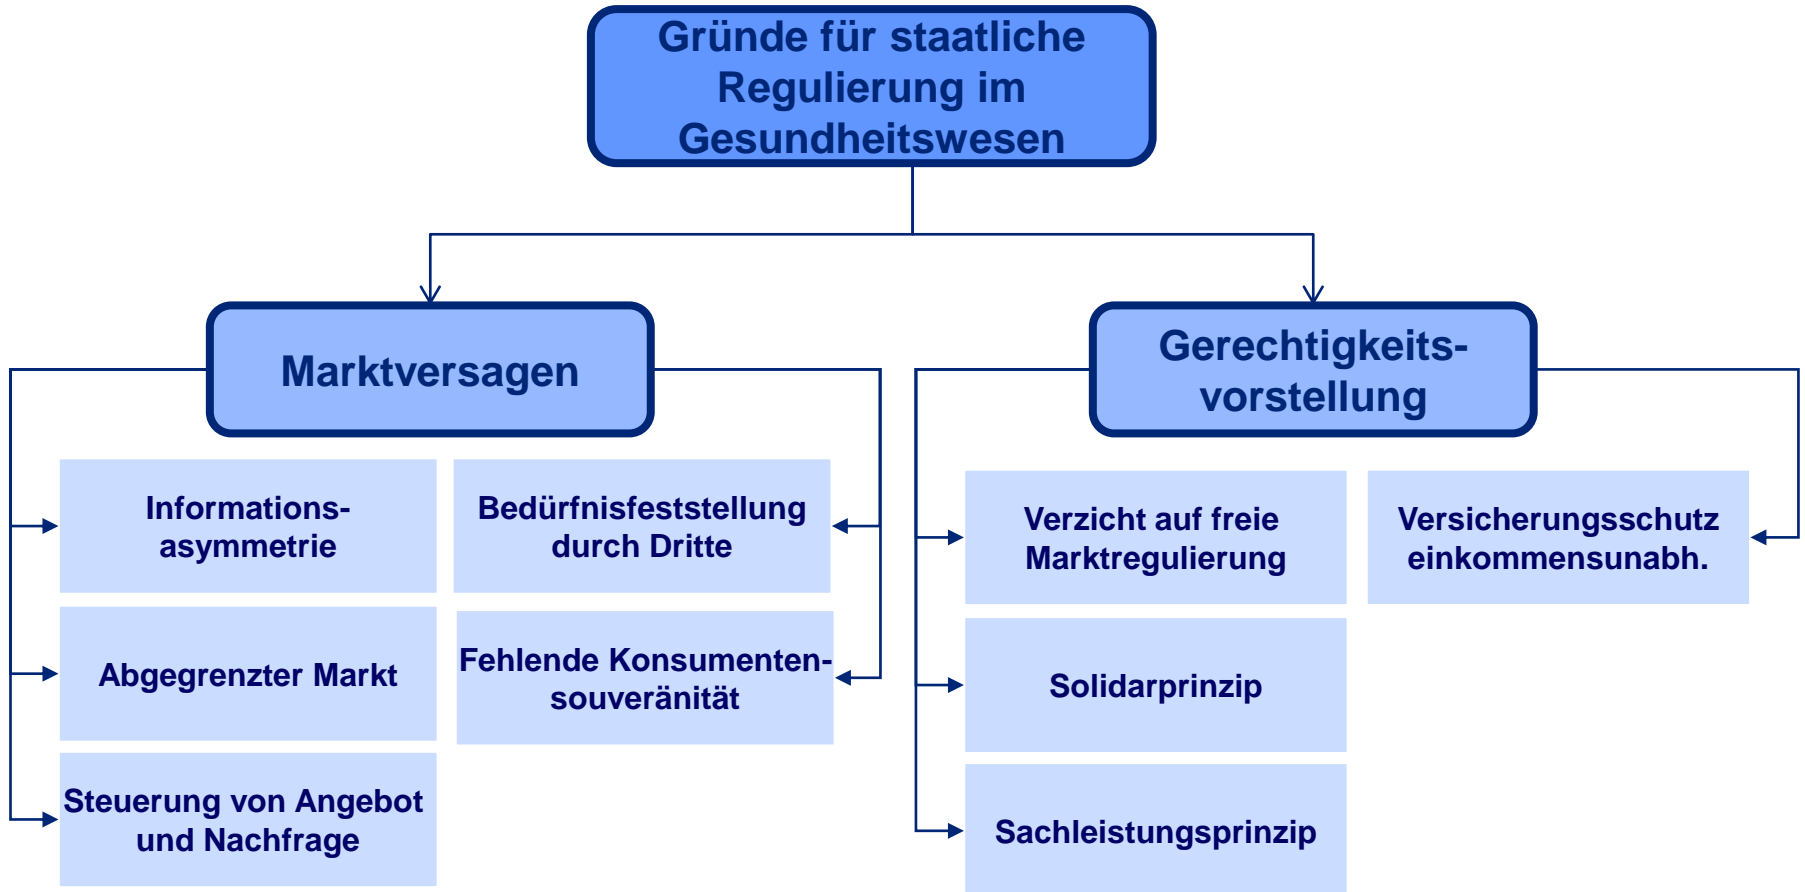 Gründe für staatliche
Regulierung im
Gesundheitswesen
Marktversagen
Gerechtigkeits-
vorstellung
Informations-
asymmetrie
Bedürfnisfeststellung
durch Dritte
Abgegrenzter Markt
Fehlende Konsumenten-
souveränität
Steuerung von Angebot
und Nachfrage
Verzicht auf freie
Marktregulierung
Versicherungsschutz
einkommensunabh.
Solidarprinzip
Sachleistungsprinzip